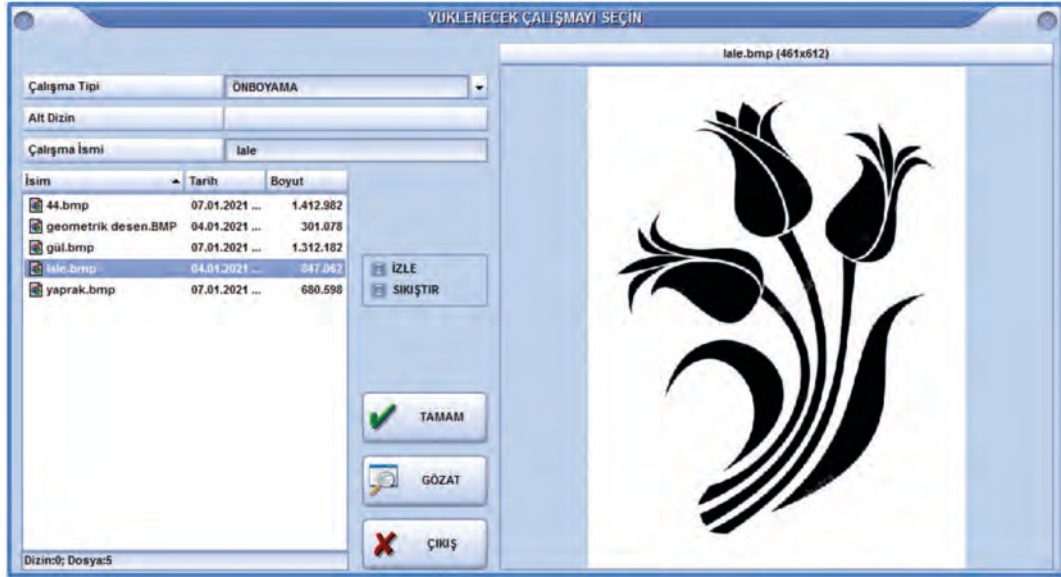 YÜKLENECEK ÇALIŞMAYI SEÇİN
lale.bmp (461x612)
Çalışma Tipi ÖNBOYAMA
Alt Dizin
Çalışma İsmi lale
İsim Tarih Boyut
44.bmp 07.01.2021 ... 1.412.982
geometrik desen.BMP 04.01.2021 ... 301.078
gül.bmp 07.01.2021 ... 1.312.182
lale.bmp 04.01.2021 ... 847.062
yaprak.bmp 07.01.2021 ... 680.598
İZLE
SIKIŞTIR
TAMAM
GÖZAT
ÇIKIŞ
Dizin:0; Dosya:5